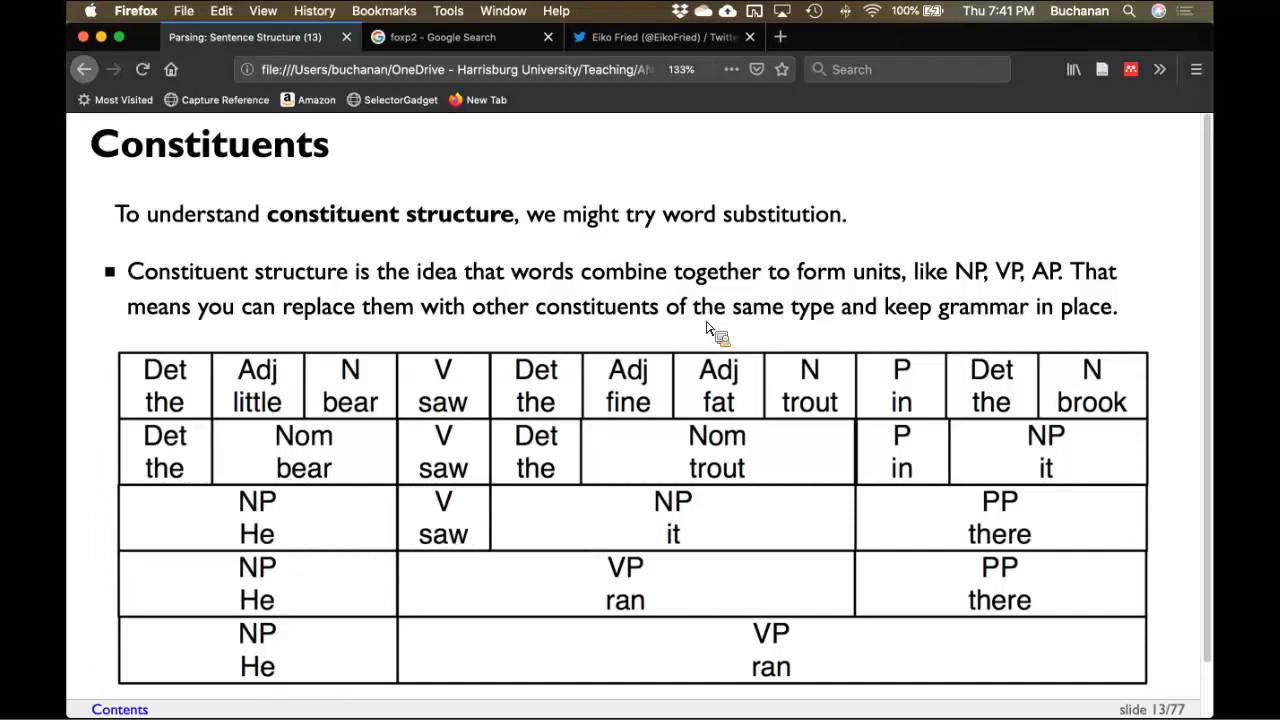 Firefox File Edit View History Bookmarks Tools Window Help 100% Thu 7:41 PM Buchanan
Parsing: Sentence Structure (13) foxp2 - Google Search Eiko Fried (@EikoFried) / Twitte
file:///Users/buchanan/OneDrive - Harrisburg University/Teaching/AN 133% Search
Most Visited Capture Reference Amazon SelectorGadget New Tab
Constituents
To understand constituent structure, we might try word substitution.
Constituent structure is the idea that words combine together to form units, like NP, VP, AP. That
means you can replace them with other constituents of the same type and keep grammar in place.
Det Adj N V Det Adj Adj N P Det N
the little bear saw the fine fat trout in the brook
Det Nom V Det Nom P NP
the bear saw the trout in it
NP V NP PP
He saw it there
NP VP PP
He ran there
NP VP
He ran
Contents slide 13/77